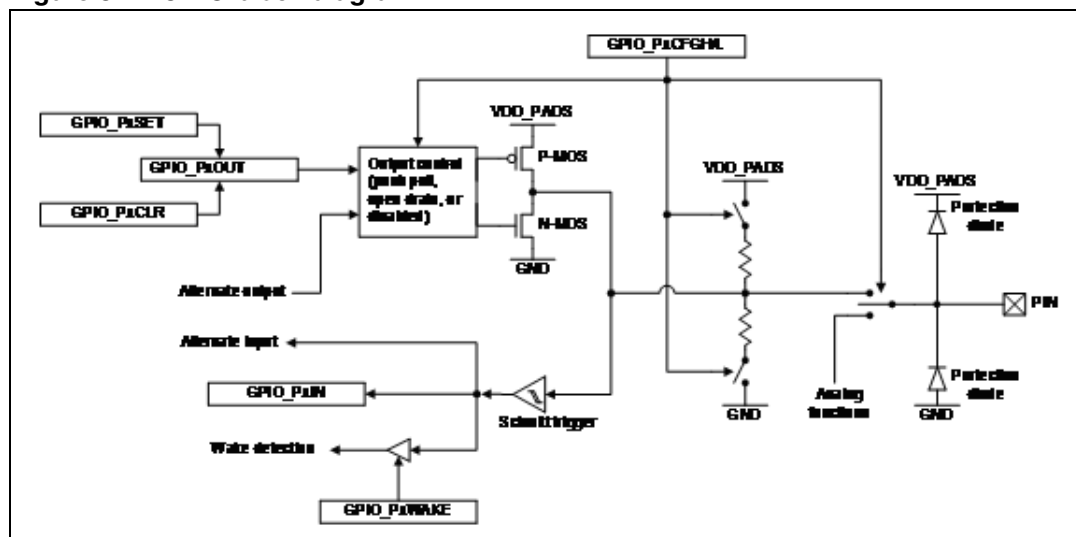 GPIO_PxCFGH/L
GPIO_PxSET
GPIO_PxOUT
GPIO_PxCLR
Alternate output
Output control
(push pull,
open drain, or
disabled)
VDD_PADS
P-MOS
N-MOS
GND
VDD_PADS
GND
VDD_PADS
Protection
diode
PIN
Protection
diode
GND
Analog
functions
Alternate input
GPIO_PxIN
Schmitt trigger
Wake detection
GPIO_PxWAKE